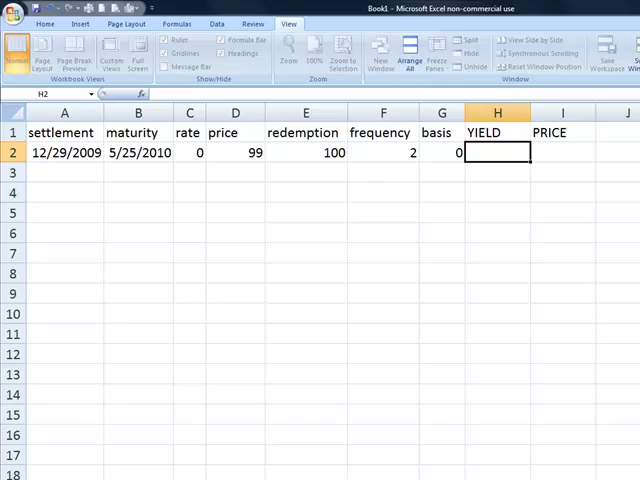 Book1 - Microsoft Excel non-commercial use
Home Insert Page Layout Formulas Data Review View
Normal Page Layout Page Break Preview Custom Views Full Screen
Workbook Views
Ruler Formula Bar
Gridlines Headings
Message Bar
Show/Hide
Zoom 100% Zoom to Selection
Zoom
New Window Arrange All Freeze Panes
Split View Side by Side
Hide Synchronous Scrolling
Unhide Reset Window Position
Window
Save Workspace
H2 fx
A B C D E F G H I J
1 settlement maturity rate price redemption frequency basis YIELD PRICE
2 12/29/2009 5/25/2010 0 99 100 2 0
3
4
5
6
7
8
9
10
11
12
13
14
15
16
17
18